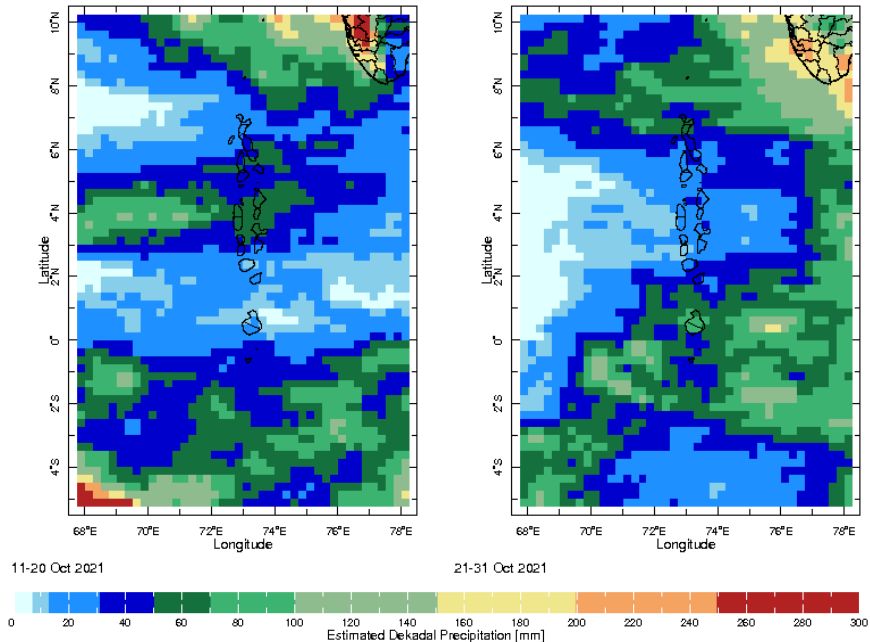 10°N
8°N
6°N
4°N
2°N
0°
2°S
4°S
Latitude
68°E 70°E 72°E 74°E 76°E 78°E
Longitude
10°N
8°N
6°N
4°N
2°N
0°
2°S
4°S
Latitude
68°E 70°E 72°E 74°E 76°E 78°E
Longitude
11-20 Oct 2021
21-31 Oct 2021
0 20 40 60 80 100 120 140 160 180 200 220 240 260 280 300
Estimated Dekadal Precipitation [mm]